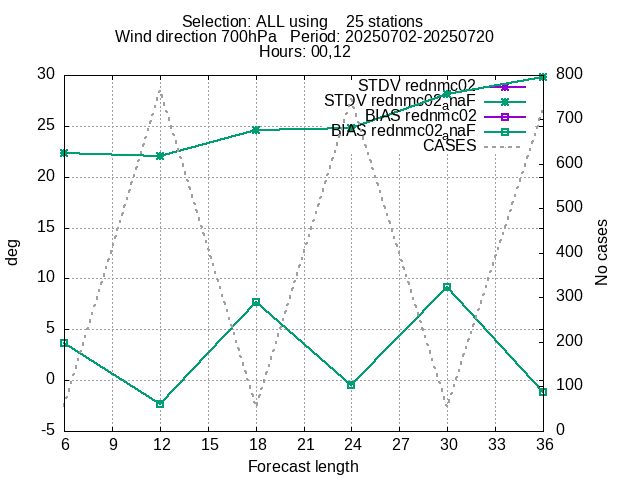 Selection: ALL using 25 stations
Wind direction 700hPa Period: 20250702-20250720
Hours: 00,12
STDV rednmc02
STDV rednmc02anaF
BIAS rednmc02
BIAS rednmc02anaF
CASES
30
25
20
15
10
5
0
-5
deg
800
700
600
500
400
300
200
100
0
No cases
6 9 12 15 18 21 24 27 30 33 36
Forecast length